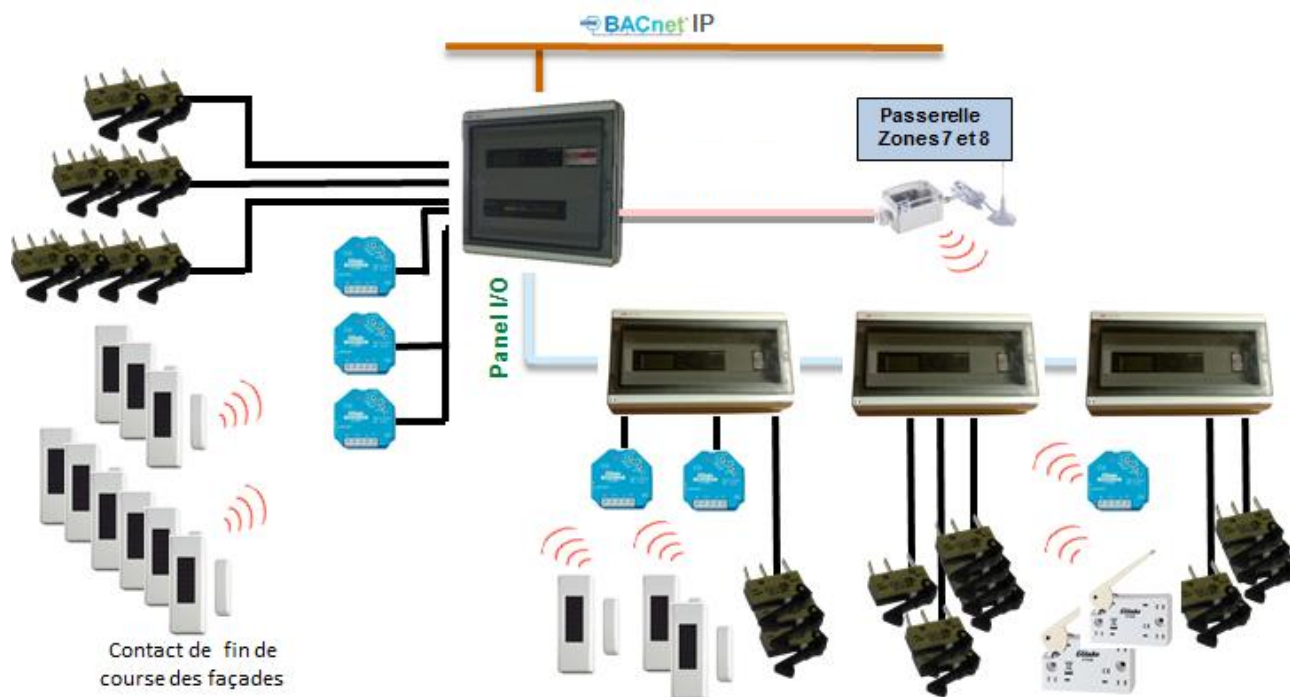 BACnet IP
Passerelle
Zones 7 et 8
Panel I/O
Contact de fin de
course des façades